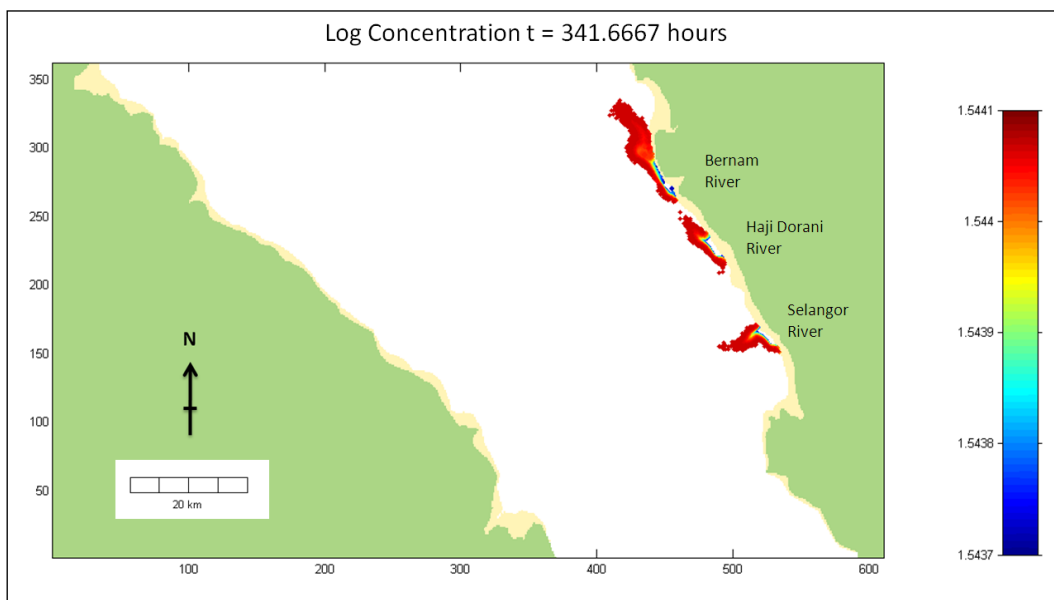 Log Concentration t = 341.6667 hours
350
300
250
200
150
100
50
100
200
300
400
500
600
Bernam
River
Haji Dorani
River
Selangor
River
N
20 km
1.5441
1.544
1.5439
1.5438
1.5437